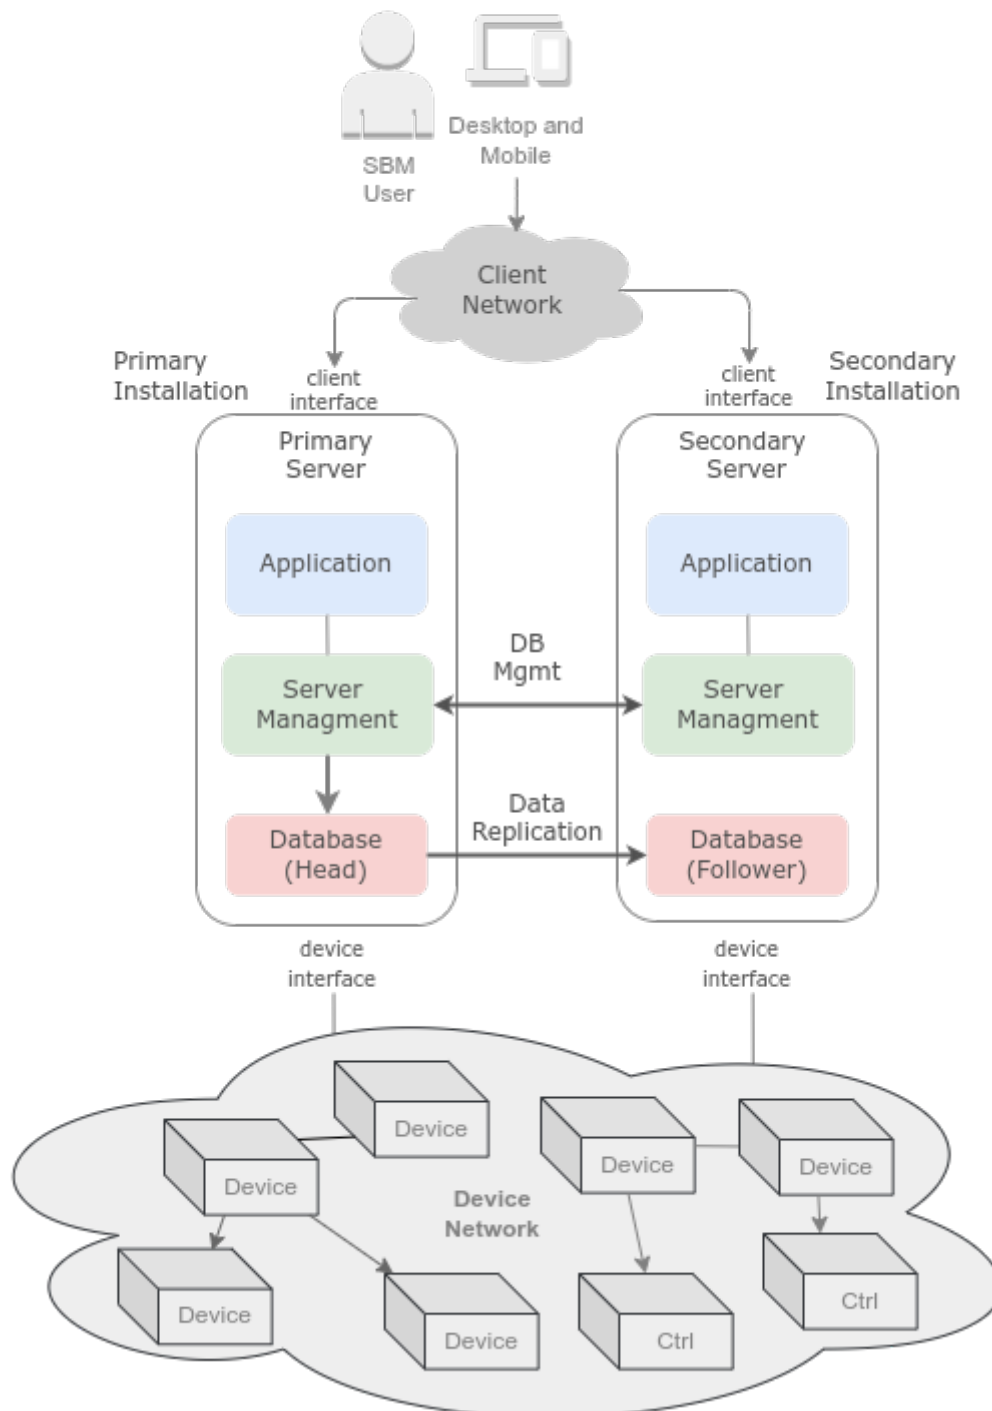 SBM
User
Desktop and
Mobile
Client
Network
Primary
Installation
client
interface
client
interface
Secondary
Installation
Primary
Server
Secondary
Server
Application
Application
DB
Mgmt
Server
Managment
Server
Managment
Data
Replication
Database
(Head)
Database
(Follower)
device
interface
device
interface
Device
Device
Device
Device
Device
Network
Device
Device
Ctrl
Ctrl